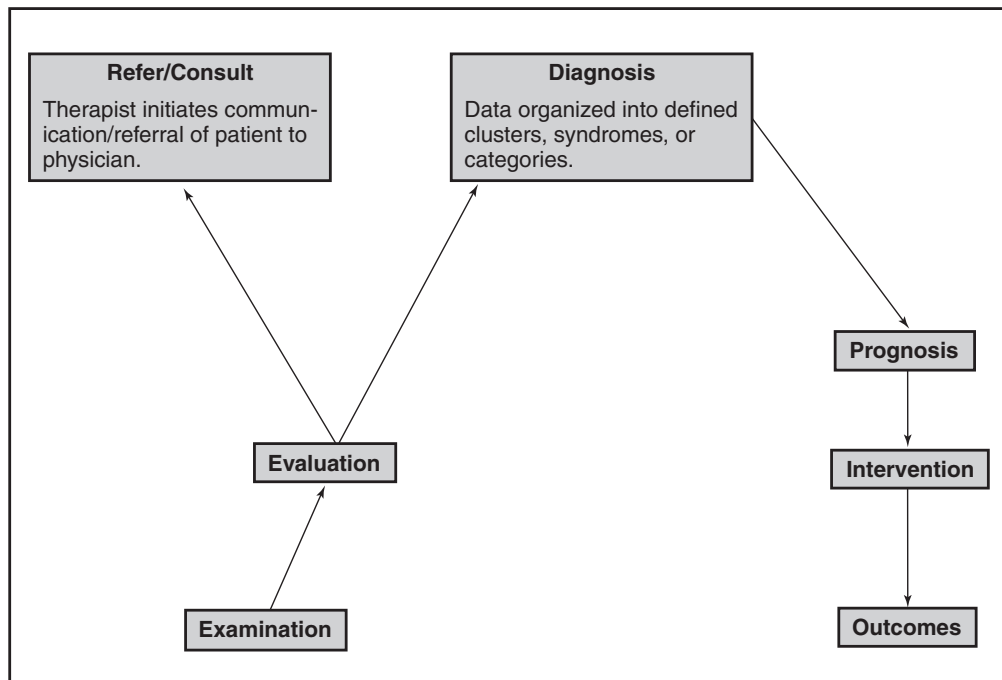 Refer/Consult
Therapist initiates commun-
ication/referral of patient to
physician.
Diagnosis
Data organized into defined
clusters, syndromes, or
categories.
Prognosis
Evaluation
Intervention
Examination
Outcomes